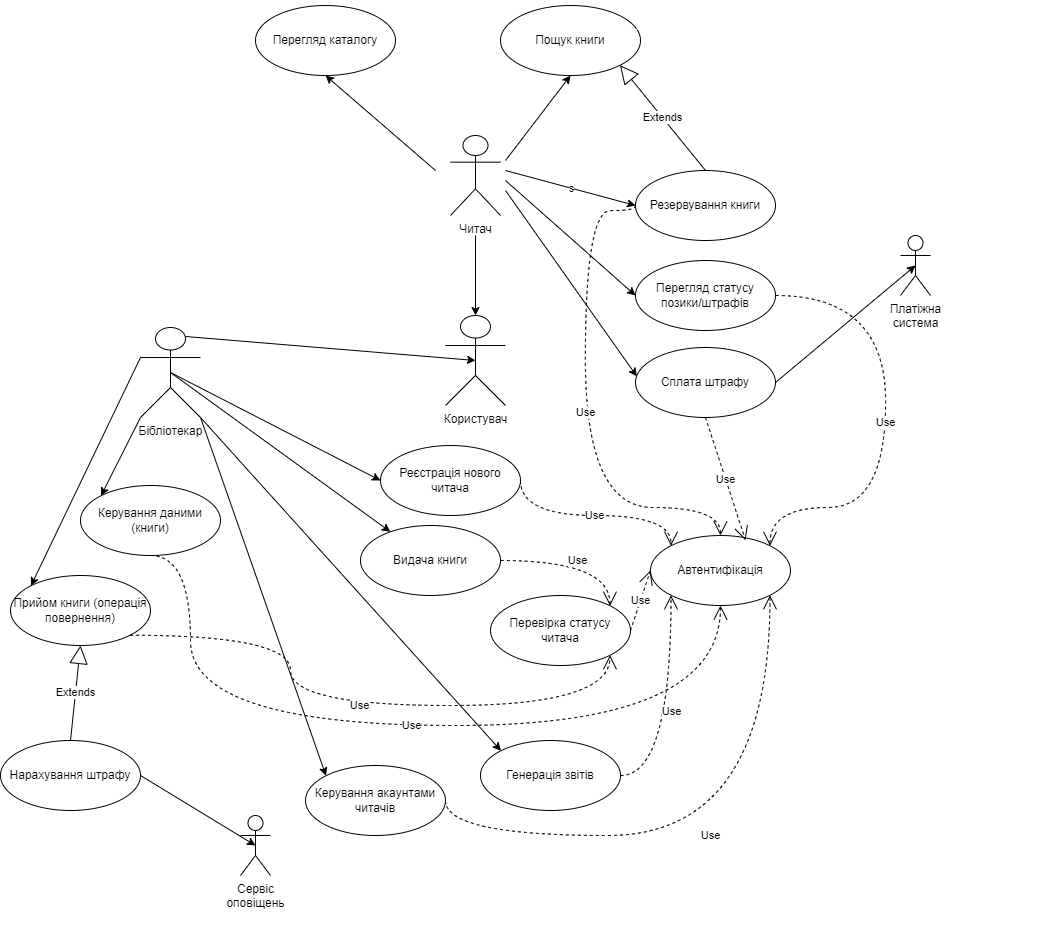 Перегляд каталогу
Пошук книги
Extends
s
Резервування книги
Читач
Перегляд статусу
позики/штрафів
Платіжна
система
Сплата штрафу
Use
Користувач
Use
Бібліотекар
Реєстрація нового
читача
Use
Керування даними
(книги)
Use
Видача книги
Use
Автентифікація
Use
Прийом книги (операція
повернення)
Перевірка статусу
читача
Extends
Use
Use
Use
Нарахування штрафу
Генерація звітів
Керування акаунтами
читачів
Use
Сервіс
оповіщень